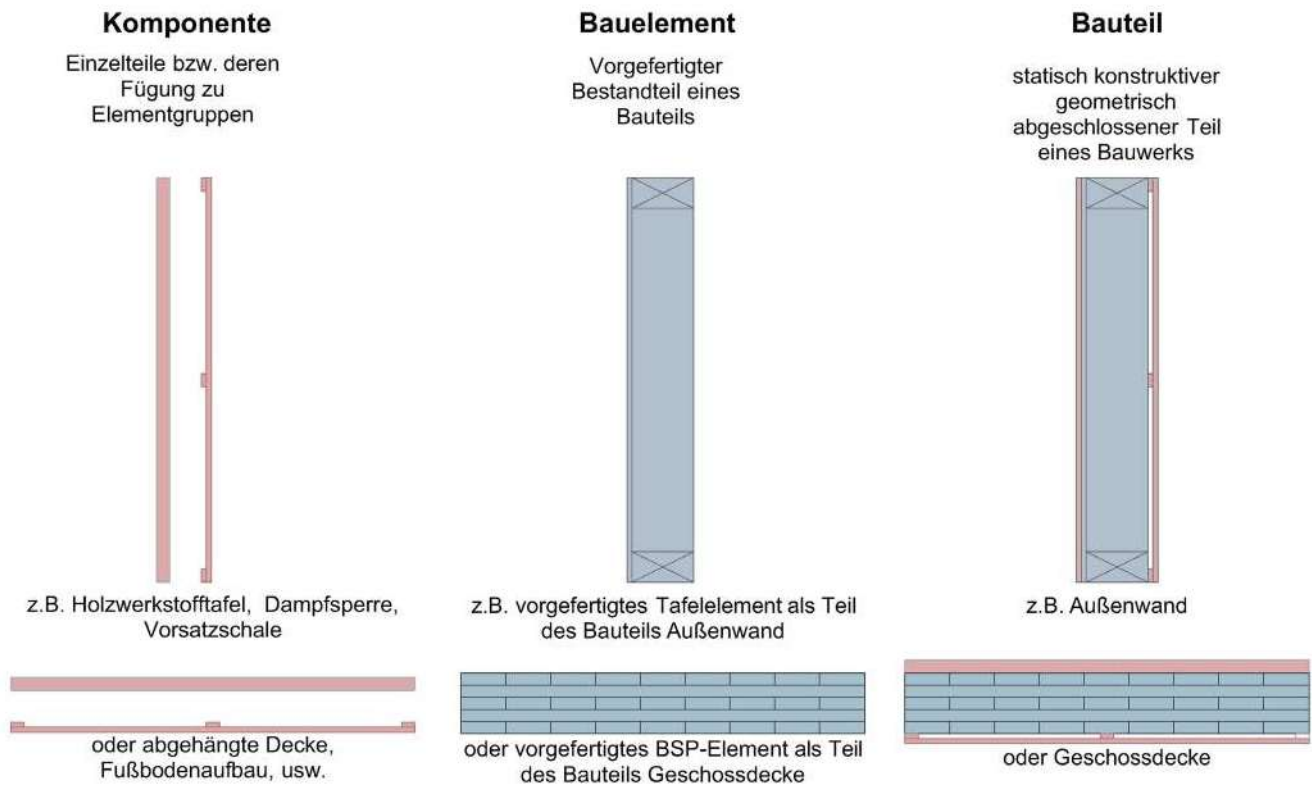 Komponente
Einzelteile bzw. deren
Fügung zu
Elementgruppen
z.B. Holzwerkstofftafel, Dampfsperre,
Vorsatzschale
oder abgehängte Decke,
Fußbodenaufbau, usw.
Bauelement
Vorgefertigter
Bestandteil eines
Bauteils
z.B. vorgefertigtes Tafelelement als Teil
des Bauteils Außenwand
oder vorgefertigtes BSP-Element als Teil
des Bauteils Geschossdecke
Bauteil
statisch konstruktiver
geometrisch
abgeschlossener Teil
eines Bauwerks
z.B. Außenwand
oder Geschossdecke